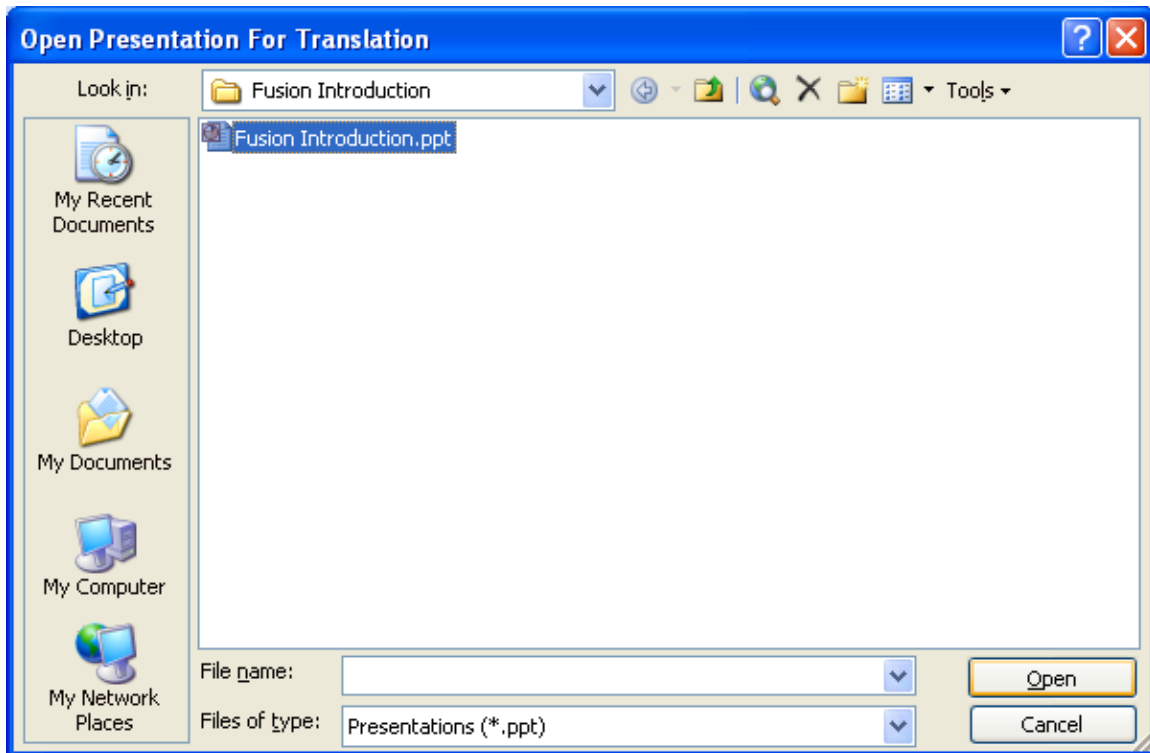 Open Presentation For Translation
Look in:
Fusion Introduction
Tools
Fusion Introduction.ppt
My Recent
Documents
Desktop
My Documents
My Computer
My Network
Places
File name:
Open
Files of type:
Presentations (*.ppt)
Cancel